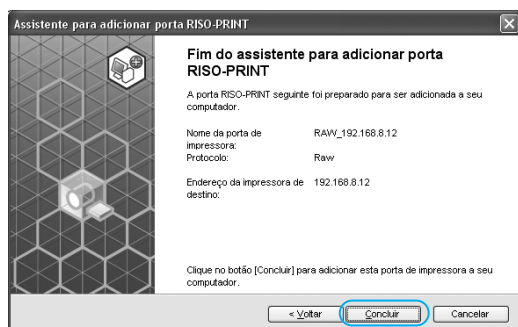 Assistente para adicionar porta RISO-PRINT
Fim do assistente para adicionar porta
RISO-PRINT
A porta RISO-PRINT seguinte foi preparado para ser adicionada a seu
computador.
Nome da porta de RAW_192.168.8.12
impressora:
Protocolo: Raw
Endereço da impressora de 192.168.8.12
destino:
Clique no botão [Concluir] para adicionar esta porta de impressora a seu
computador.
< Voltar Concluir Cancelar